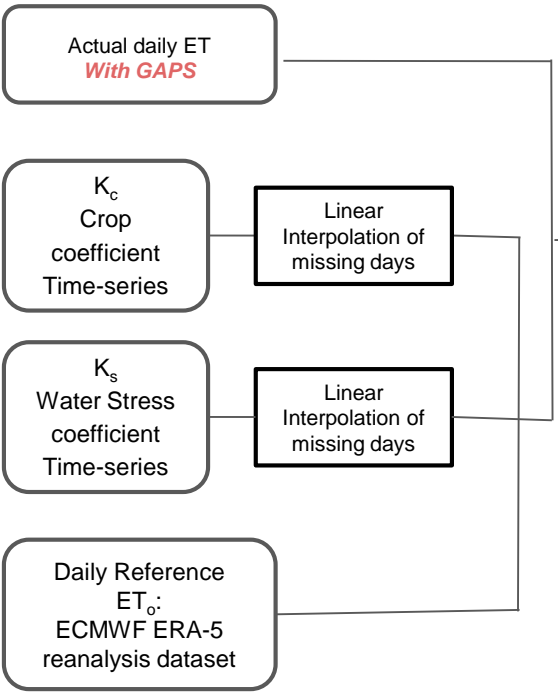 Actual daily ET
With GAPS
Kc
Crop
coefficient
Time-series
Linear
Interpolation of
missing days
Ks
Water Stress
coefficient
Time-series
Linear
Interpolation of
missing days
Daily Reference
ETo:
ECMWF ERA-5
reanalysis dataset